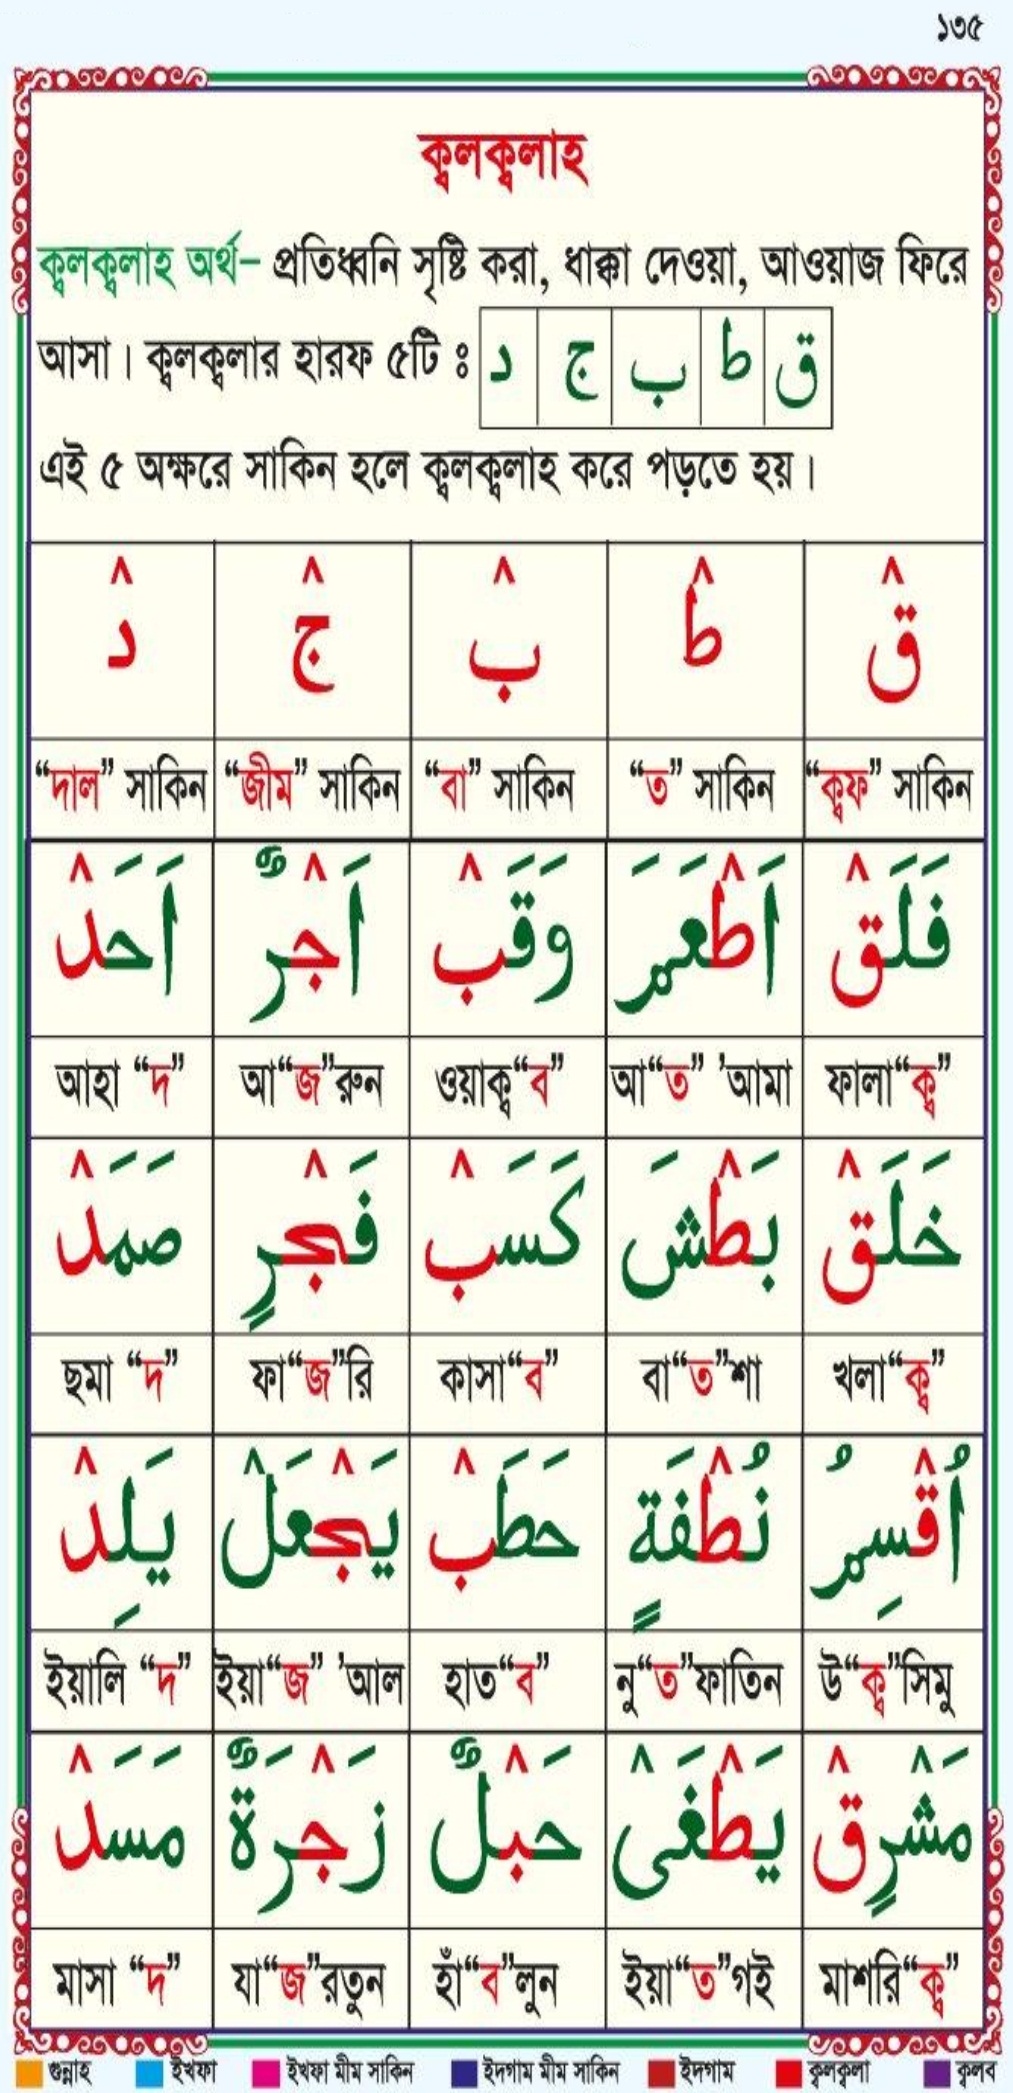 ১৩৫
ক্বলক্বলাহ
ক্বলক্বলাহ অর্থ– প্রতিধ্বনি সৃষ্টি করা, ধাক্কা দেওয়া, আওয়াজ ফিরে
আসা। ক্বলক্বলার হারফ ৫টি ঃ د ج ب ط ق
এই ৫ অক্ষরে সাকিন হলে ক্বলক্বলাহ করে পড়তে হয়।
دْ جْ بْ طْ قْ
“দাল” সাকিন “জীম” সাকিন “বা” সাকিন “ত” সাকিন “ক্বফ” সাকিন
اَحَدْ اَجْرٌ وَقَبْ اَطْعَمَ فَلَقْ
আহা “দ” আ“জ”রুন ওয়াক্ব“ব” আ“ত” ’আমা ফালা“ক্ব”
صَمَدْ فَجْرٍ كَسَبْ بَطْشَ خَلَقْ
ছমা “দ” ফা“জ”রি কাসা“ব” বা“ত”শা খলা“ক্ব”
يَلِدْ يَجْعَلْ حَطَبْ نُطْفَةٍ اُقْسِمُ
ইয়ালি “দ” ইয়া“জ” ’আল হাত“ব” নু“ত”ফাতিন উ“ক্ব”সিমু
مَسَدْ زَجْرَةٌ حَبْلٌ يَطْغَىْ مَشْرِقْ
মাসা “দ” যা“জ”রতুন হাঁ“ব”লুন ইয়া“ত”গই মাশরি“ক্ব”
গুন্নাহ ইখফা ইখফা মীম সাকিন ইদগাম মীম সাকিন ইদগাম ক্বলক্বলা ক্বলব